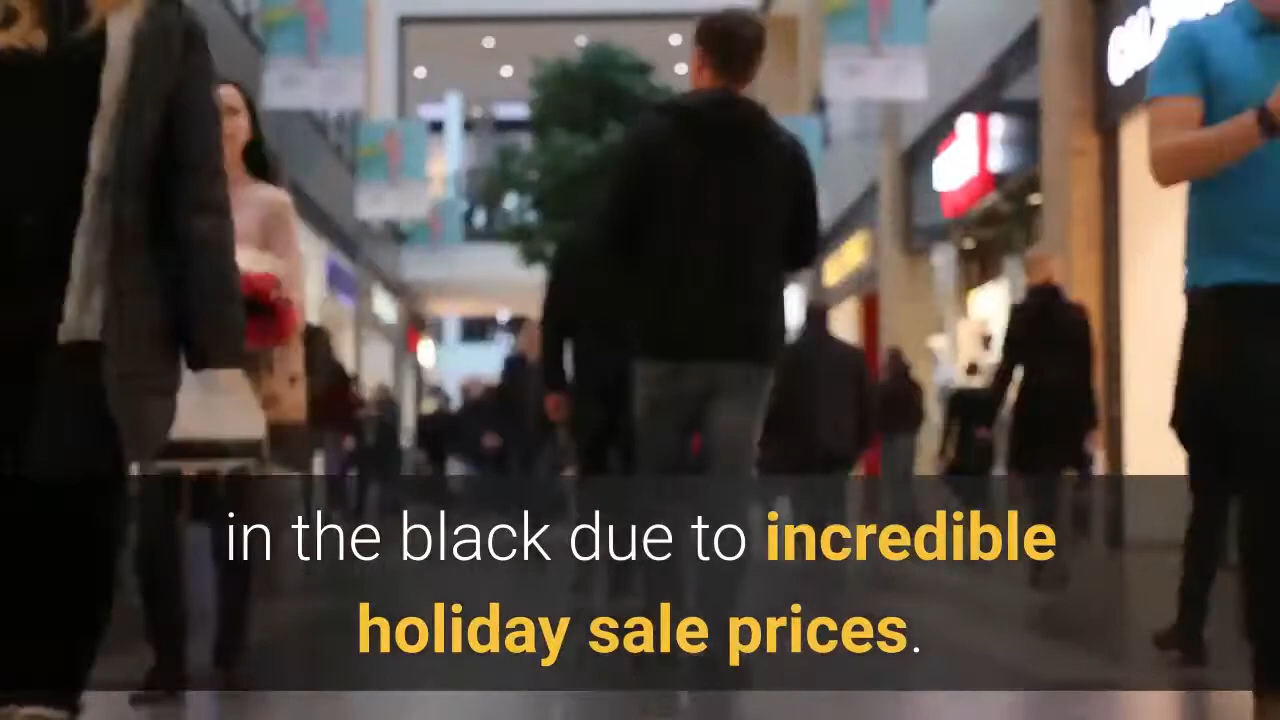 in the black due to incredible
holiday sale prices.